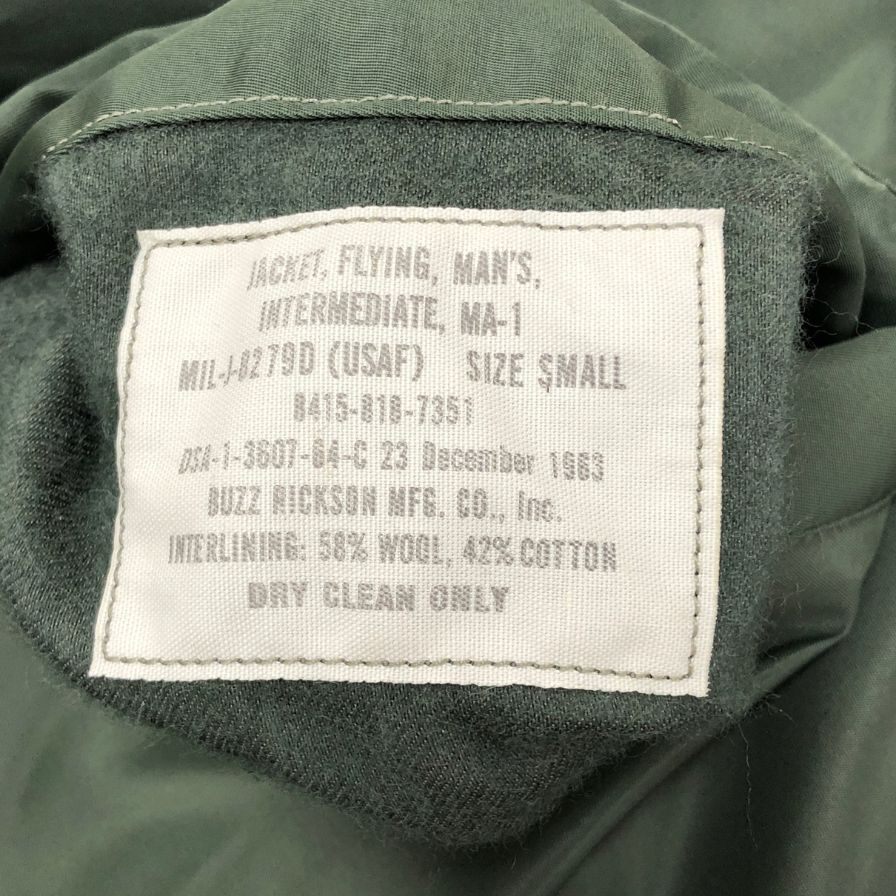 JACKET, FLYING, MAN'S,
INTERMEDIATE, MA-1
MIL-J-8279D (USAF) SIZE SMALL
8415-818-7351
DSA-1-3607-64-C 23 December 1963
BUZZ RICKSON MFG. CO., Inc.
INTERLINING: 58% WOOL, 42% COTTON
DRY CLEAN ONLY